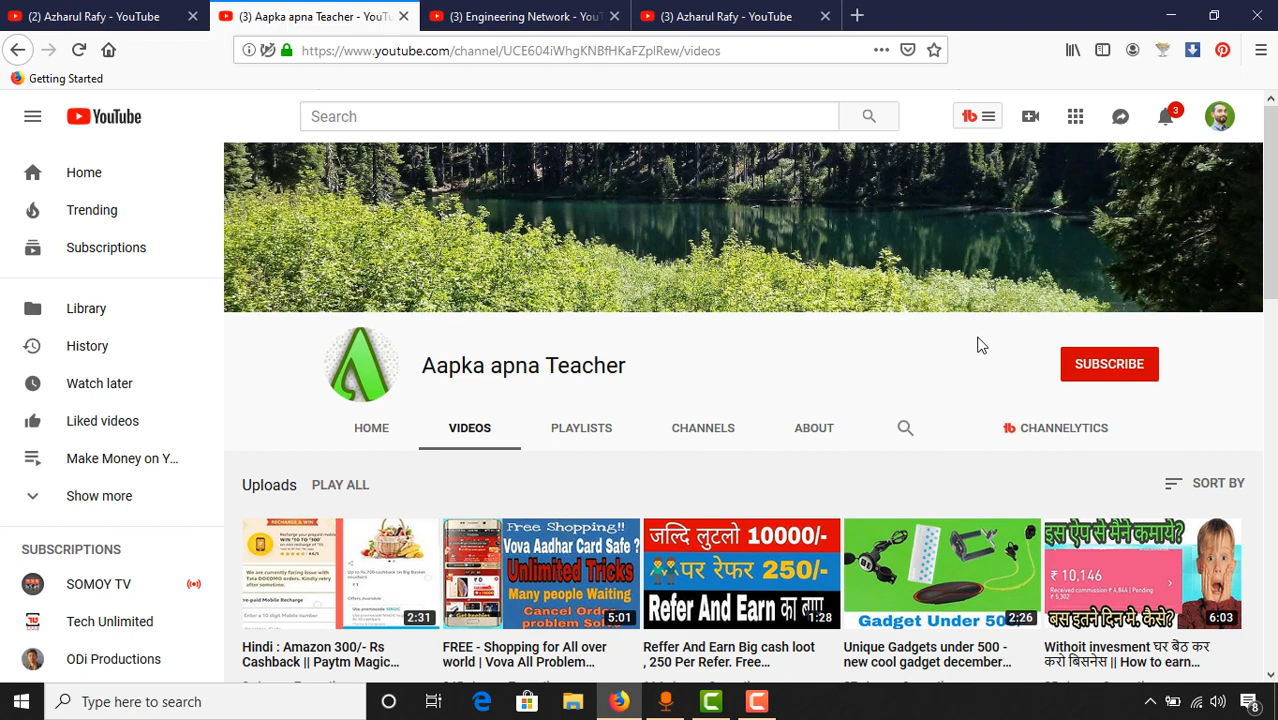 (2) Azharul Rafy - YouTube
(3) Aapka apna Teacher - YouTu
(3) Engineering Network - YouT
(3) Azharul Rafy - YouTube
https://www.youtube.com/channel/UCE604iWhgKNBfHKaFZplRew/videos
Getting Started
YouTube
Search
3
Home
Trending
Subscriptions
Library
History
Watch later
Liked videos
Make Money on Y...
Show more
SUBSCRIPTIONS
SOMOY TV
Tech Unlimited
ODi Productions
Aapka apna Teacher
SUBSCRIBE
HOME
VIDEOS
PLAYLISTS
CHANNELS
ABOUT
CHANNELYTICS
Uploads
PLAY ALL
SORT BY
RECHARGE & WIN
2:31
Free Shopping!!
Vova Aadhar Card Safe ?
Unlimited Tricks
Many people Waiting
5:01
जल्दि लुटलो 10000/-
पर रेफर 250/-
Refer And Earn का बाप
1:28
Gadget Under 50
2:26
इस ऐप से मैने कमाये?
₹ 10,146
बस इतने दिन मे. कैसे?
6:03
Hindi : Amazon 300/- Rs
Cashback || Paytm Magic...
FREE - Shopping for All over
world | Vova All Problem...
Reffer And Earn Big cash loot
, 250 Per Refer. Free...
Unique Gadgets under 500 -
new cool gadget december...
Withoit invesment घर बेठ कर
करो बिसनेस || How to earn...
Type here to search
8